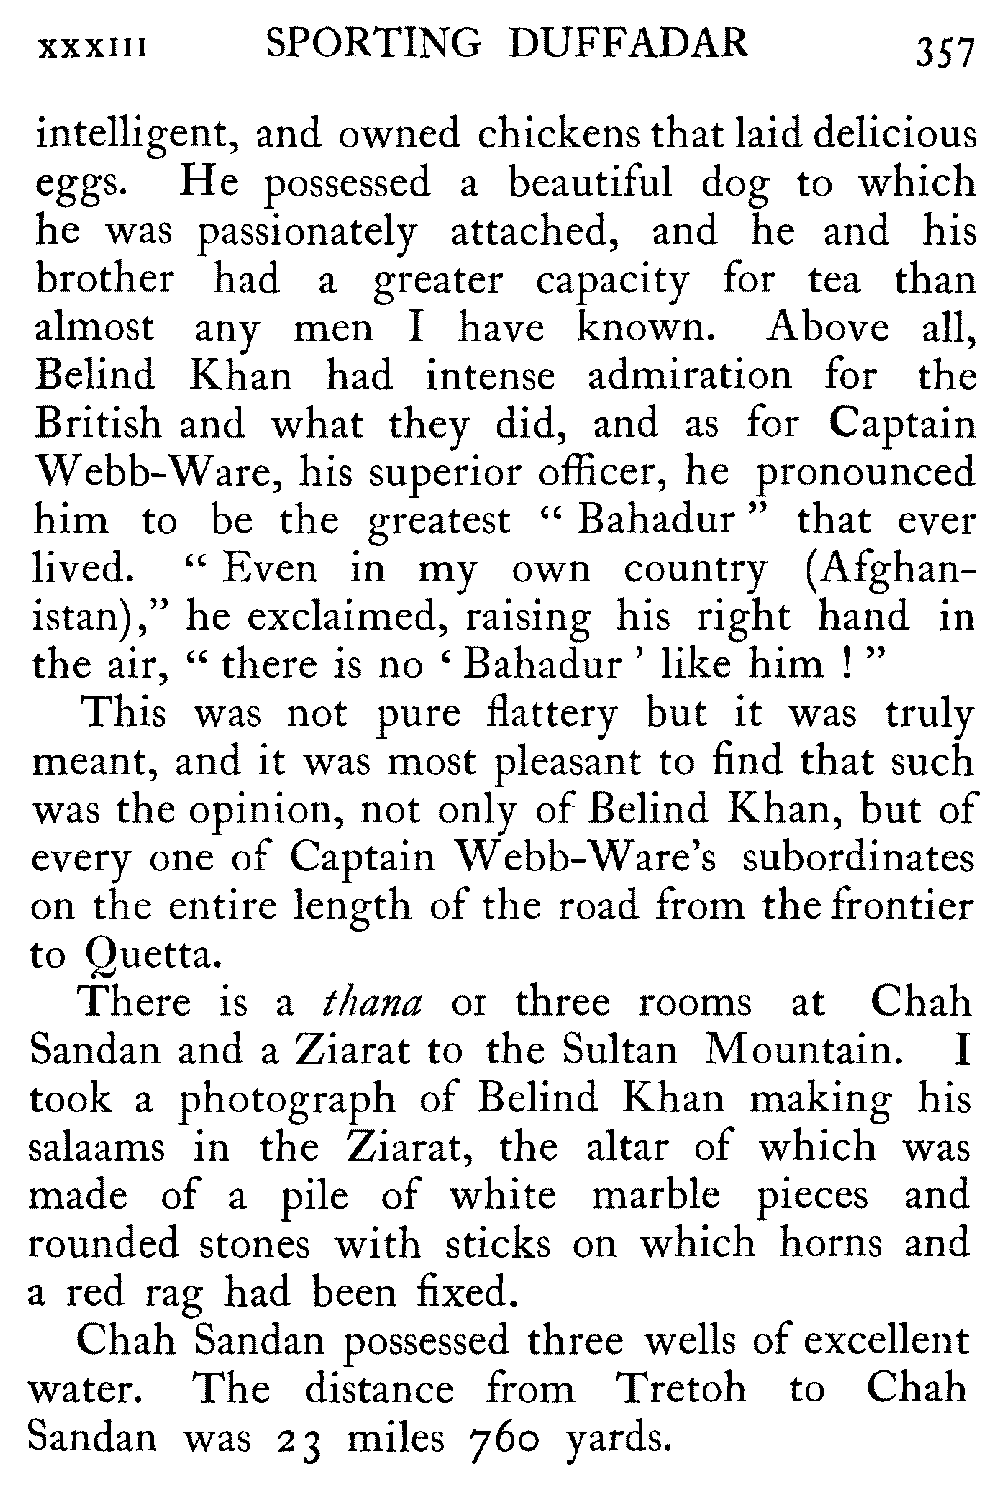 XXXIII SPORTING DUFFADAR 357
intelligent, and owned chickens that laid delicious
eggs. He possessed a beautiful dog to which
he was passionately attached, and he and his
brother had a greater capacity for tea than
almost any men I have known. Above all,
Belind Khan had intense admiration for the
British and what they did, and as for Captain
Webb-Ware, his superior officer, he pronounced
him to be the greatest “ Bahadur ” that ever
lived. “ Even in my own country (Afghan-
istan),” he exclaimed, raising his right hand in
the air, “ there is no ‘ Bahadur ’ like him ! ”
This was not pure flattery but it was truly
meant, and it was most pleasant to find that such
was the opinion, not only of Belind Khan, but of
every one of Captain Webb-Ware’s subordinates
on the entire length of the road from the frontier
to Quetta.
There is a thana or three rooms at Chah
Sandan and a Ziarat to the Sultan Mountain. I
took a photograph of Belind Khan making his
salaams in the Ziarat, the altar of which was
made of a pile of white marble pieces and
rounded stones with sticks on which horns and
a red rag had been fixed.
Chah Sandan possessed three wells of excellent
water. The distance from Tretoh to Chah
Sandan was 23 miles 760 yards.